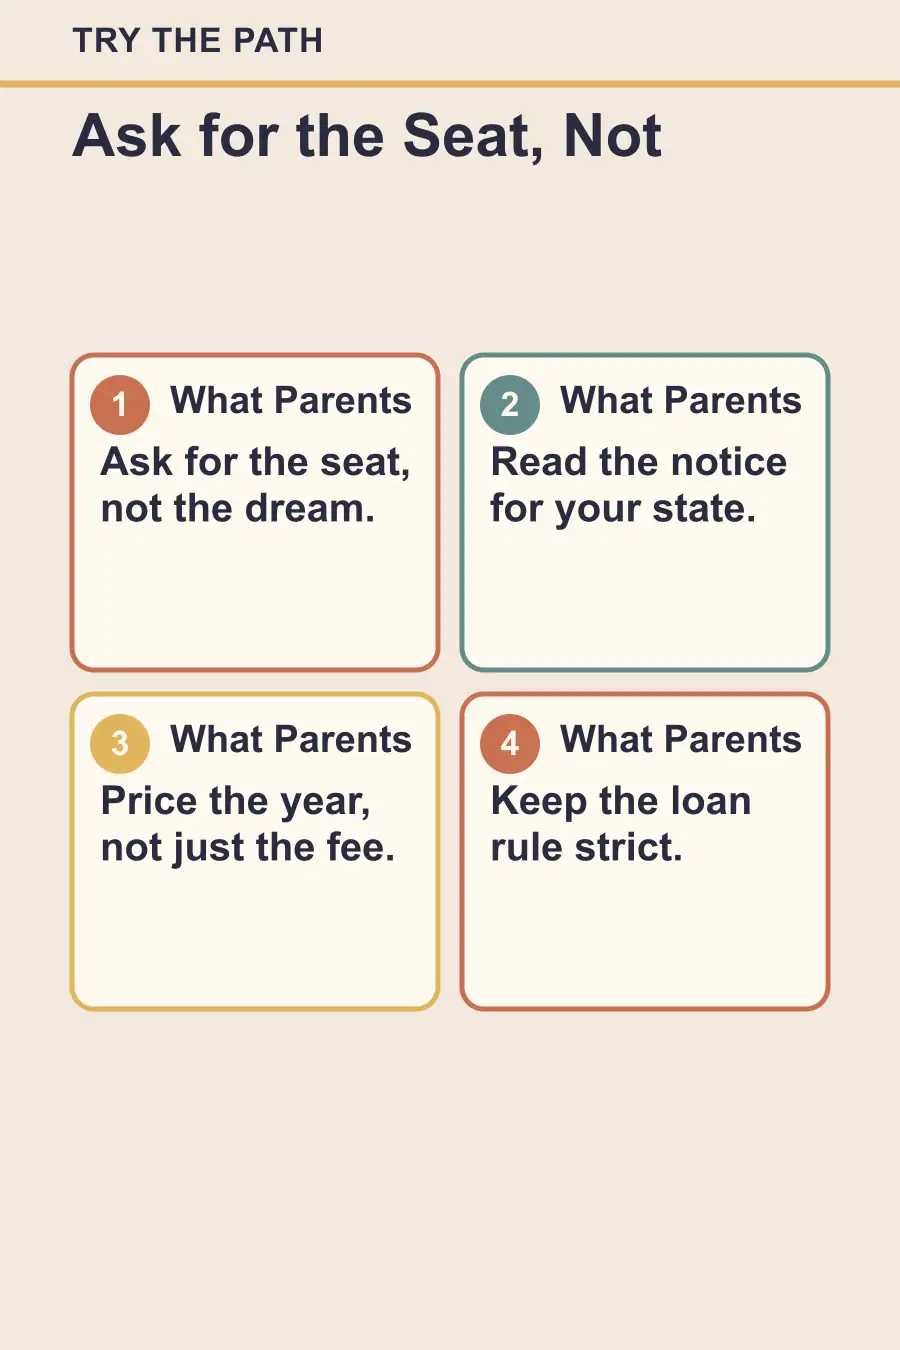 TRY THE PATH
Ask for the Seat, Not
1 What Parents
Ask for the seat,
not the dream.
2 What Parents
Read the notice
for your state.
3 What Parents
Price the year,
not just the fee.
4 What Parents
Keep the loan
rule strict.